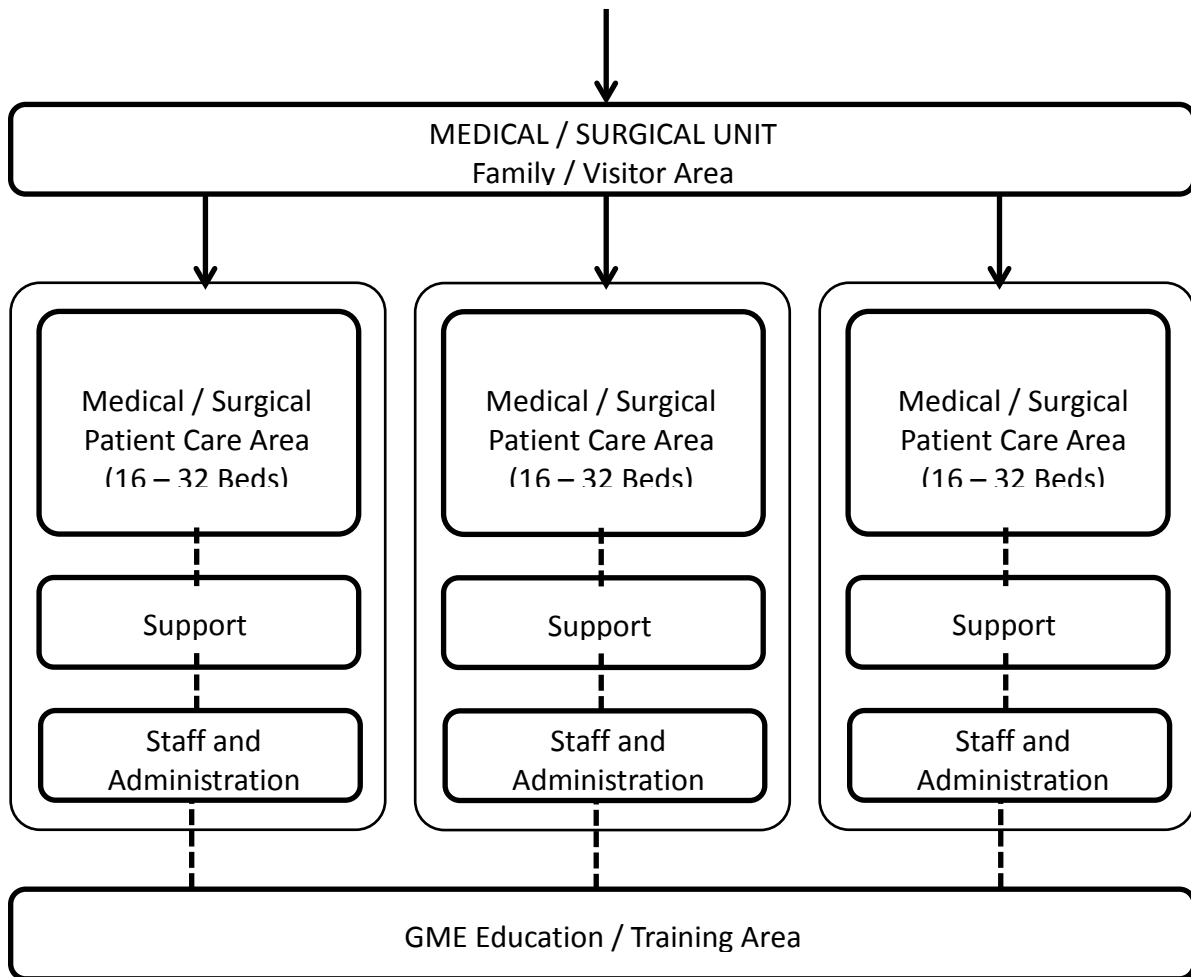 MEDICAL / SURGICAL UNIT
Family / Visitor Area
Medical / Surgical
Patient Care Area
(16 – 32 Beds)
Medical / Surgical
Patient Care Area
(16 – 32 Beds)
Medical / Surgical
Patient Care Area
(16 – 32 Beds)
Support
Support
Support
Staff and
Administration
Staff and
Administration
Staff and
Administration
GME Education / Training Area